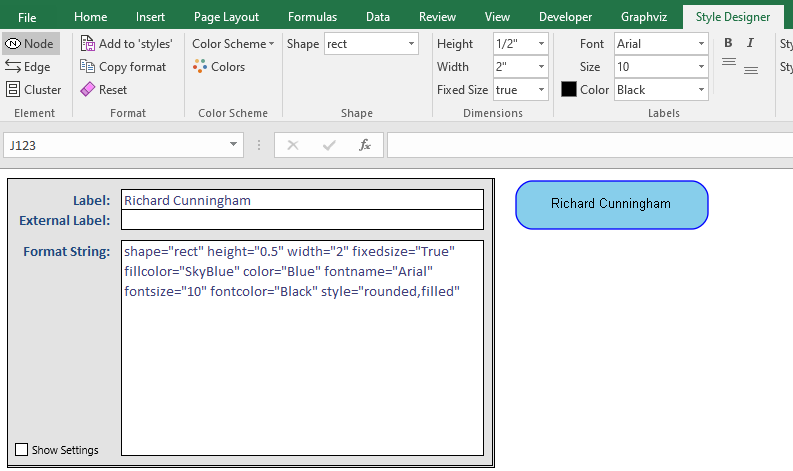 File Home Insert Page Layout Formulas Data Review View Developer Graphviz Style Designer
Node Add to 'styles' Color Scheme Shape rect Height 1/2" Font Arial B I Sty
Edge Copy format Colors Width 2" Size 10 Sty
Cluster Reset Fixed Size true Color Black
Element Format Color Scheme Shape Dimensions Labels
J123 fx
Label: Richard Cunningham
Richard Cunningham
External Label:
Format String: shape="rect" height="0.5" width="2" fixedsize="True"
fillcolor="SkyBlue" color="Blue" fontname="Arial"
fontsize="10" fontcolor="Black" style="rounded,filled"
Show Settings